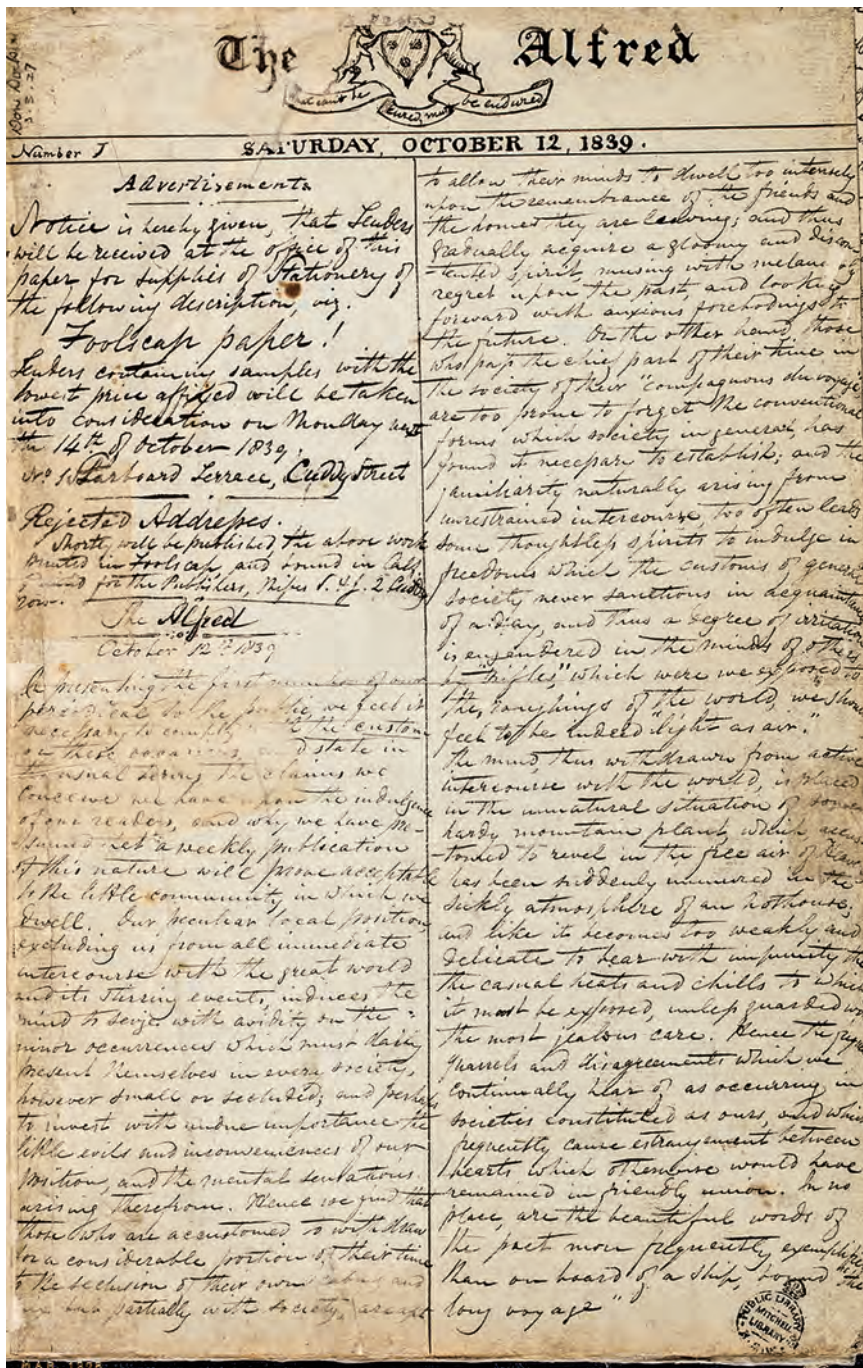 The Alfred
What can't be cured, must be endured
Number I
SATURDAY, OCTOBER 12, 1839.
Advertisements
Notice is hereby given, that Tenders
will be received at the office of this
paper for supplies of Stationery of
the following description, viz.
Foolscap paper!
Tenders containing samples with the
lowest price affixed will be taken
into consideration on Monday next
the 14th of October 1839.
No. 1 Starboard Terrace, Cuddy Street
Rejected Addresses.
Shortly will be published, the above work
printed in Foolscap, and bound in Calf
for the Publishers, 2 Cuddy
row.
The Alfred
October 12th 1839
In presenting the first number of our
periodical to the public, we feel it
necessary to comply with the custom
on these occasions, and state in
the usual terms the claims we
conceive we have upon the indulgence
of our readers, and why we have pre-
sumed that a weekly publication
of this nature will prove acceptable
to the little community in which we
dwell. Our peculiar local position
excluding us from all immediate
intercourse with the great world
and its stirring events, induces the
mind to seize with avidity on the
minor occurrences which must daily
present themselves in every society,
however small or secluded; and perhaps
to invest with undue importance the
little evils and inconveniences of our
position, and the mental sensations
arising therefrom. Hence we find that
those who are accustomed to withdraw
for a considerable portion of their time
to the seclusion of their own cabins and
partially with society, are apt
to allow their minds to dwell too intensely
upon the remembrance of the friends and
the homes they are leaving; and thus
gradually acquire a gloomy and discon
-tented spirit, musing with melancholy
regret upon the past, and looking
forward with anxious forebodings to
the future. On the other hand, those
who pass the chief part of their time in
the society of their "compagnons du voyage"
are too prone to forget the conventional
forms which society in general, has
found it necessary to establish; and the
familiarity naturally arising from
unrestrained intercourse, too often leads
some thoughtless spirits to indulge in
freedoms which the customs of general
society never sanctions in acquaintances
of a day, and thus a degree of irritation
is engendered in the minds of others
by "trifles," which were we exposed to
the roughings of the world, we should
feel to be indeed "light as air."
The mind, thus withdrawn from active
intercourse with the world, is placed
in the unnatural situation of some
hardy mountain plant, which accus
-tomed to revel in the free air of Heaven
has been suddenly immured in the
sickly atmosphere of an hothouse;
and like it becomes too weakly and
delicate to bear with impunity the
the casual heats and chills to which
it must be exposed, unless guarded with
the most jealous care. Hence the
quarrels and disagreements which we
continually hear of as occurring in
societies constituted as ours, and which
frequently cause estrangement between
hearts which otherwise would have
remained in friendly union. In no
place, are the beautiful words of
the poet more frequently exemplified
than on board of a ship, bound
long voyage"
PUBLIC LIBRARY
MITCHELL
LIBRARY